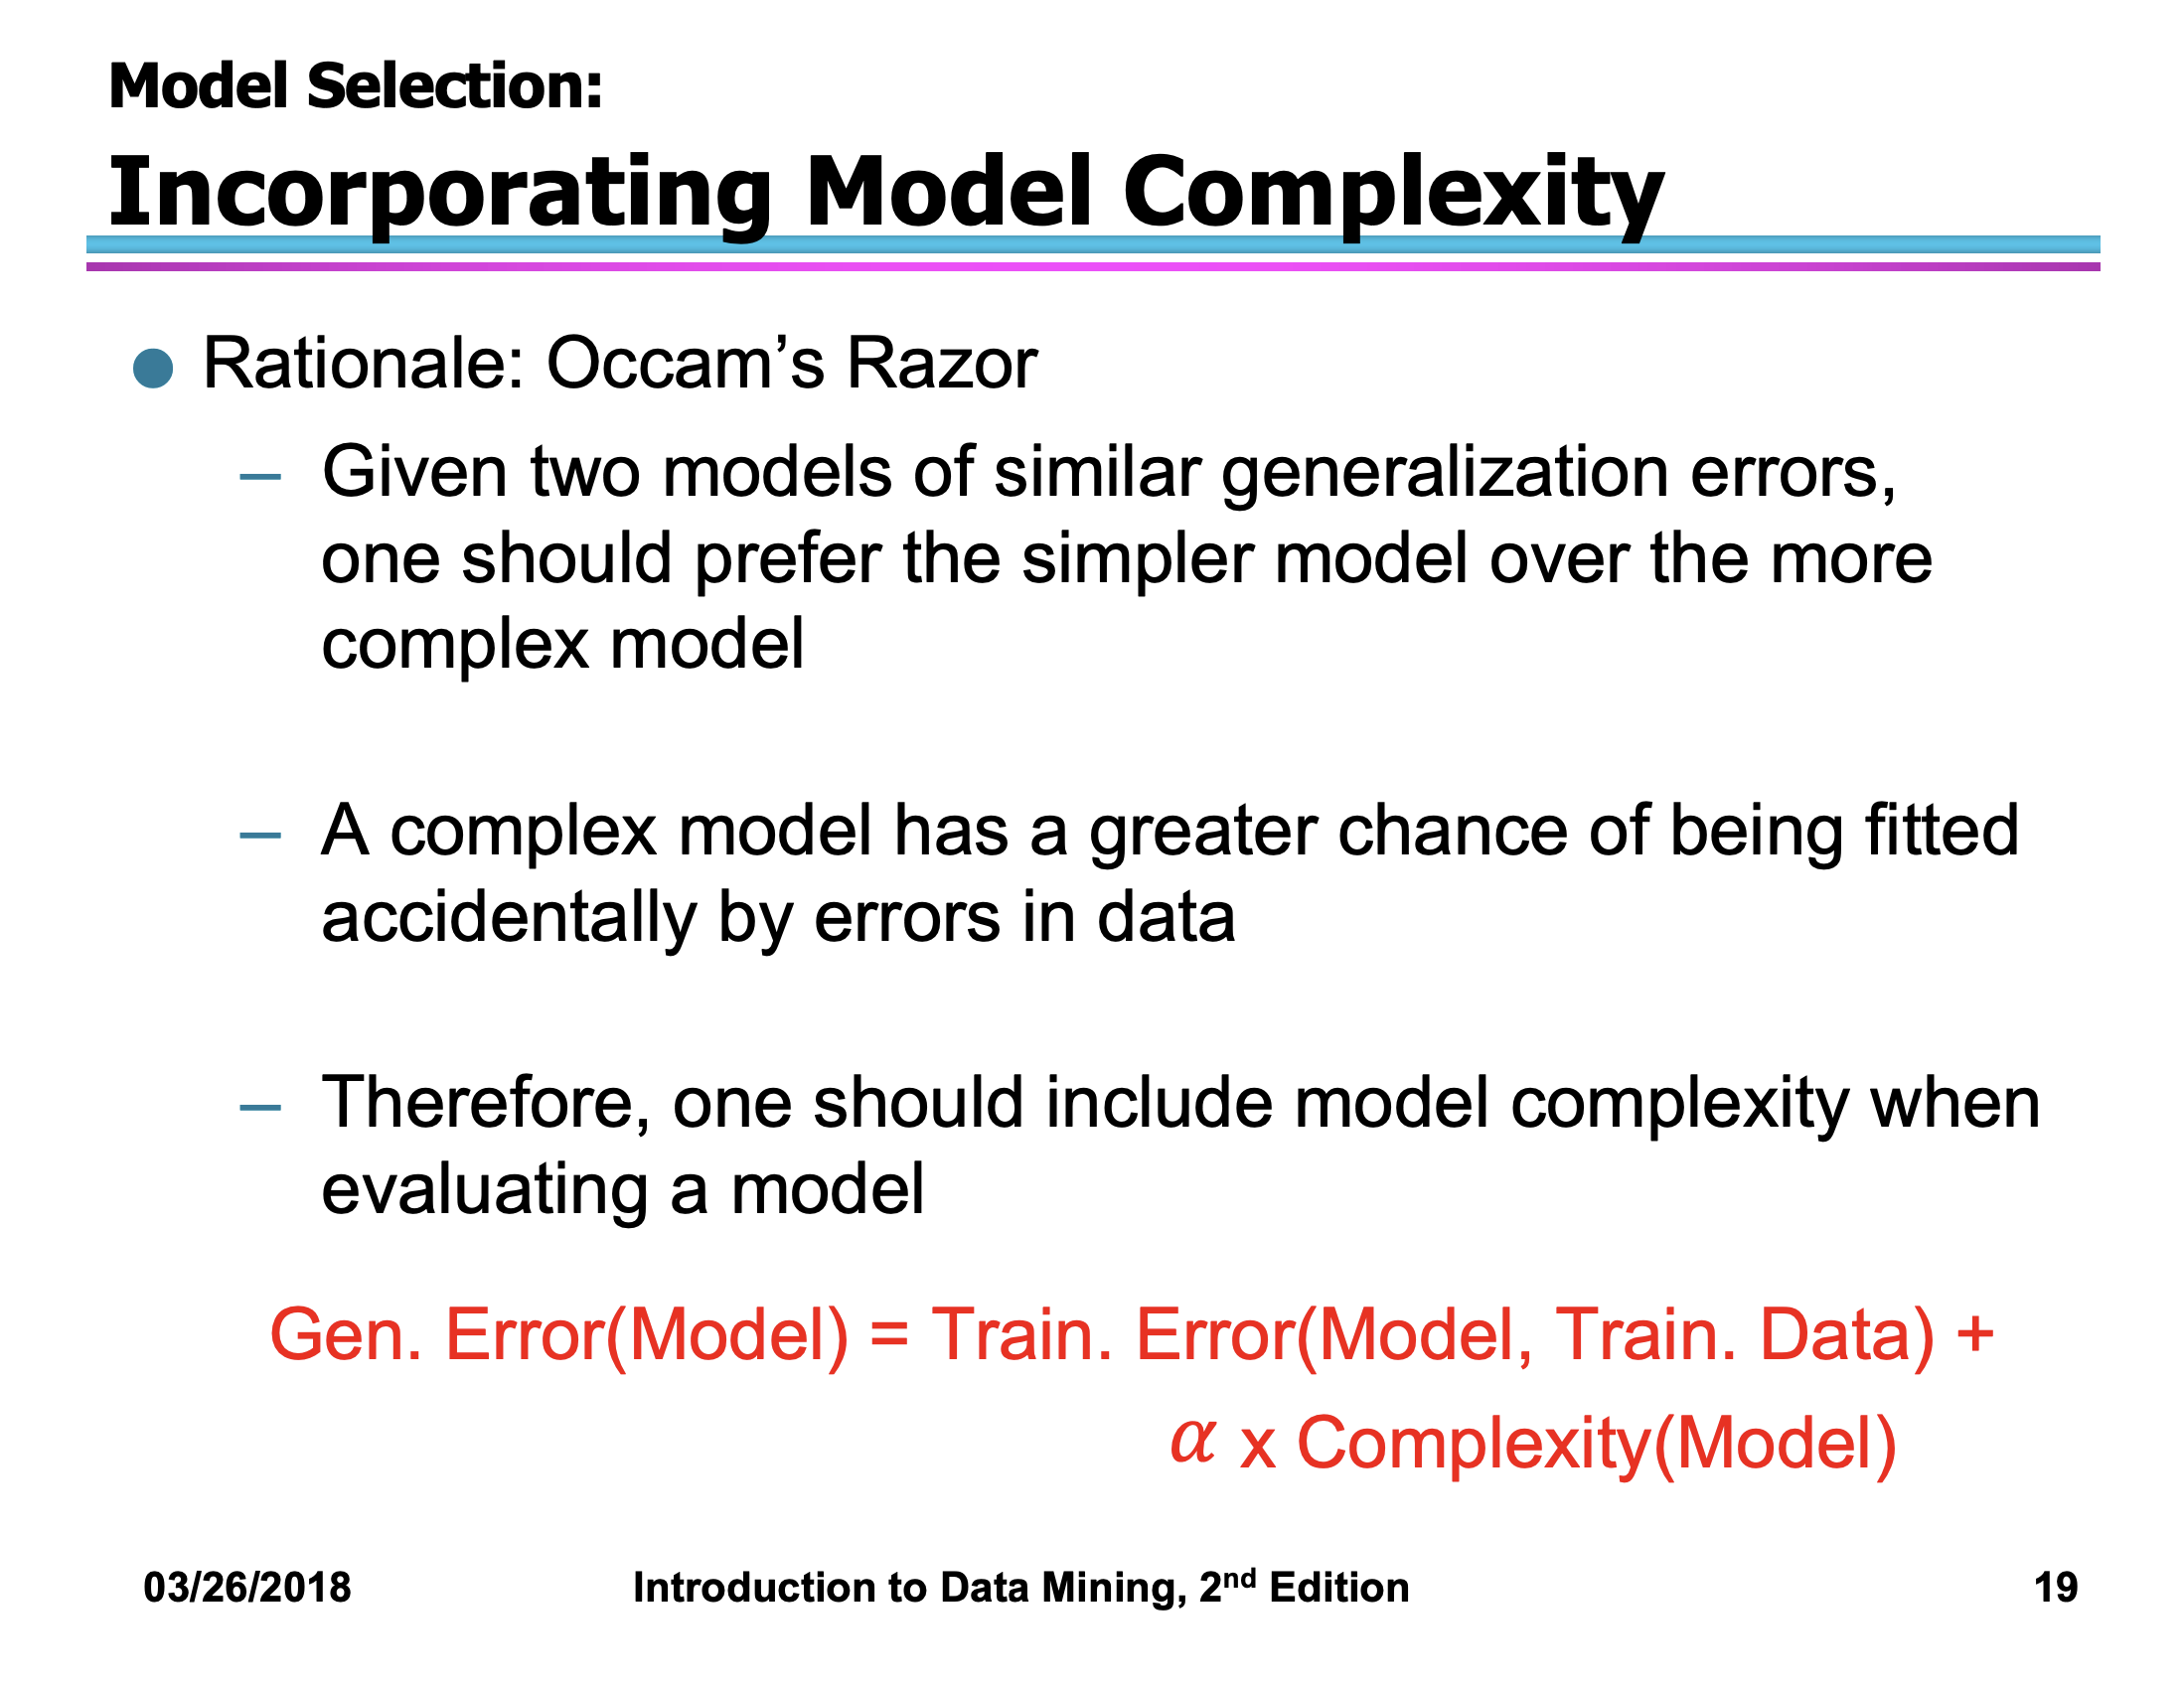 Model Selection:
Incorporating Model Complexity
● Rationale: Occam’s Razor
– Given two models of similar generalization errors,
one should prefer the simpler model over the more
complex model
– A complex model has a greater chance of being fitted
accidentally by errors in data
– Therefore, one should include model complexity when
evaluating a model
Gen. Error(Model) = Train. Error(Model, Train. Data) +
𝛼 x Complexity(Model)
03/26/2018 Introduction to Data Mining, 2nd Edition 19